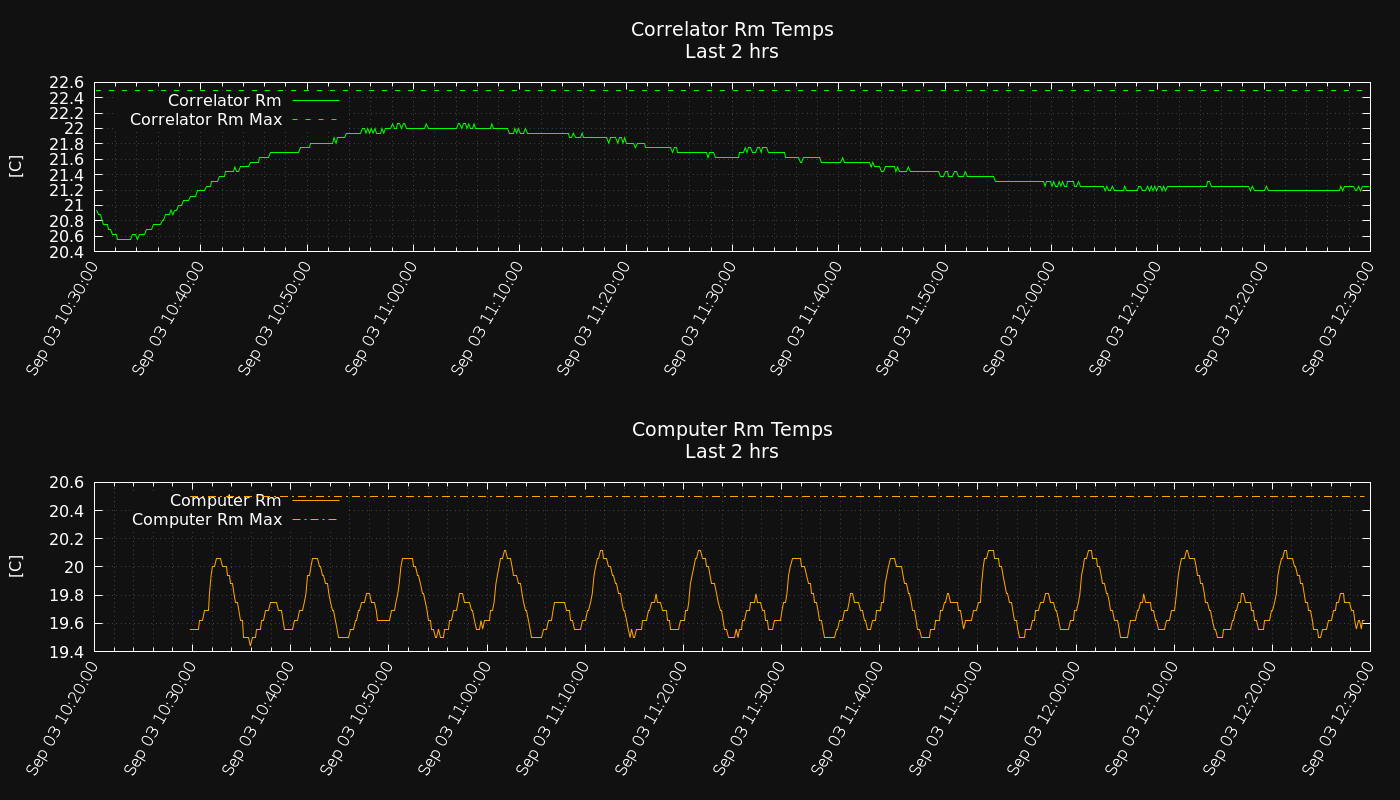 Correlator Rm Temps
Last 2 hrs
22.6
22.4
22.2
22
21.8
21.6
21.4
21.2
21
20.8
20.6
20.4
[C]
Correlator Rm
Correlator Rm Max
Sep 03 10:30:00
Sep 03 10:40:00
Sep 03 10:50:00
Sep 03 11:00:00
Sep 03 11:10:00
Sep 03 11:20:00
Sep 03 11:30:00
Sep 03 11:40:00
Sep 03 11:50:00
Sep 03 12:00:00
Sep 03 12:10:00
Sep 03 12:20:00
Sep 03 12:30:00
Computer Rm Temps
Last 2 hrs
20.6
20.4
20.2
20
19.8
19.6
19.4
[C]
Computer Rm
Computer Rm Max
Sep 03 10:20:00
Sep 03 10:30:00
Sep 03 10:40:00
Sep 03 10:50:00
Sep 03 11:00:00
Sep 03 11:10:00
Sep 03 11:20:00
Sep 03 11:30:00
Sep 03 11:40:00
Sep 03 11:50:00
Sep 03 12:00:00
Sep 03 12:10:00
Sep 03 12:20:00
Sep 03 12:30:00